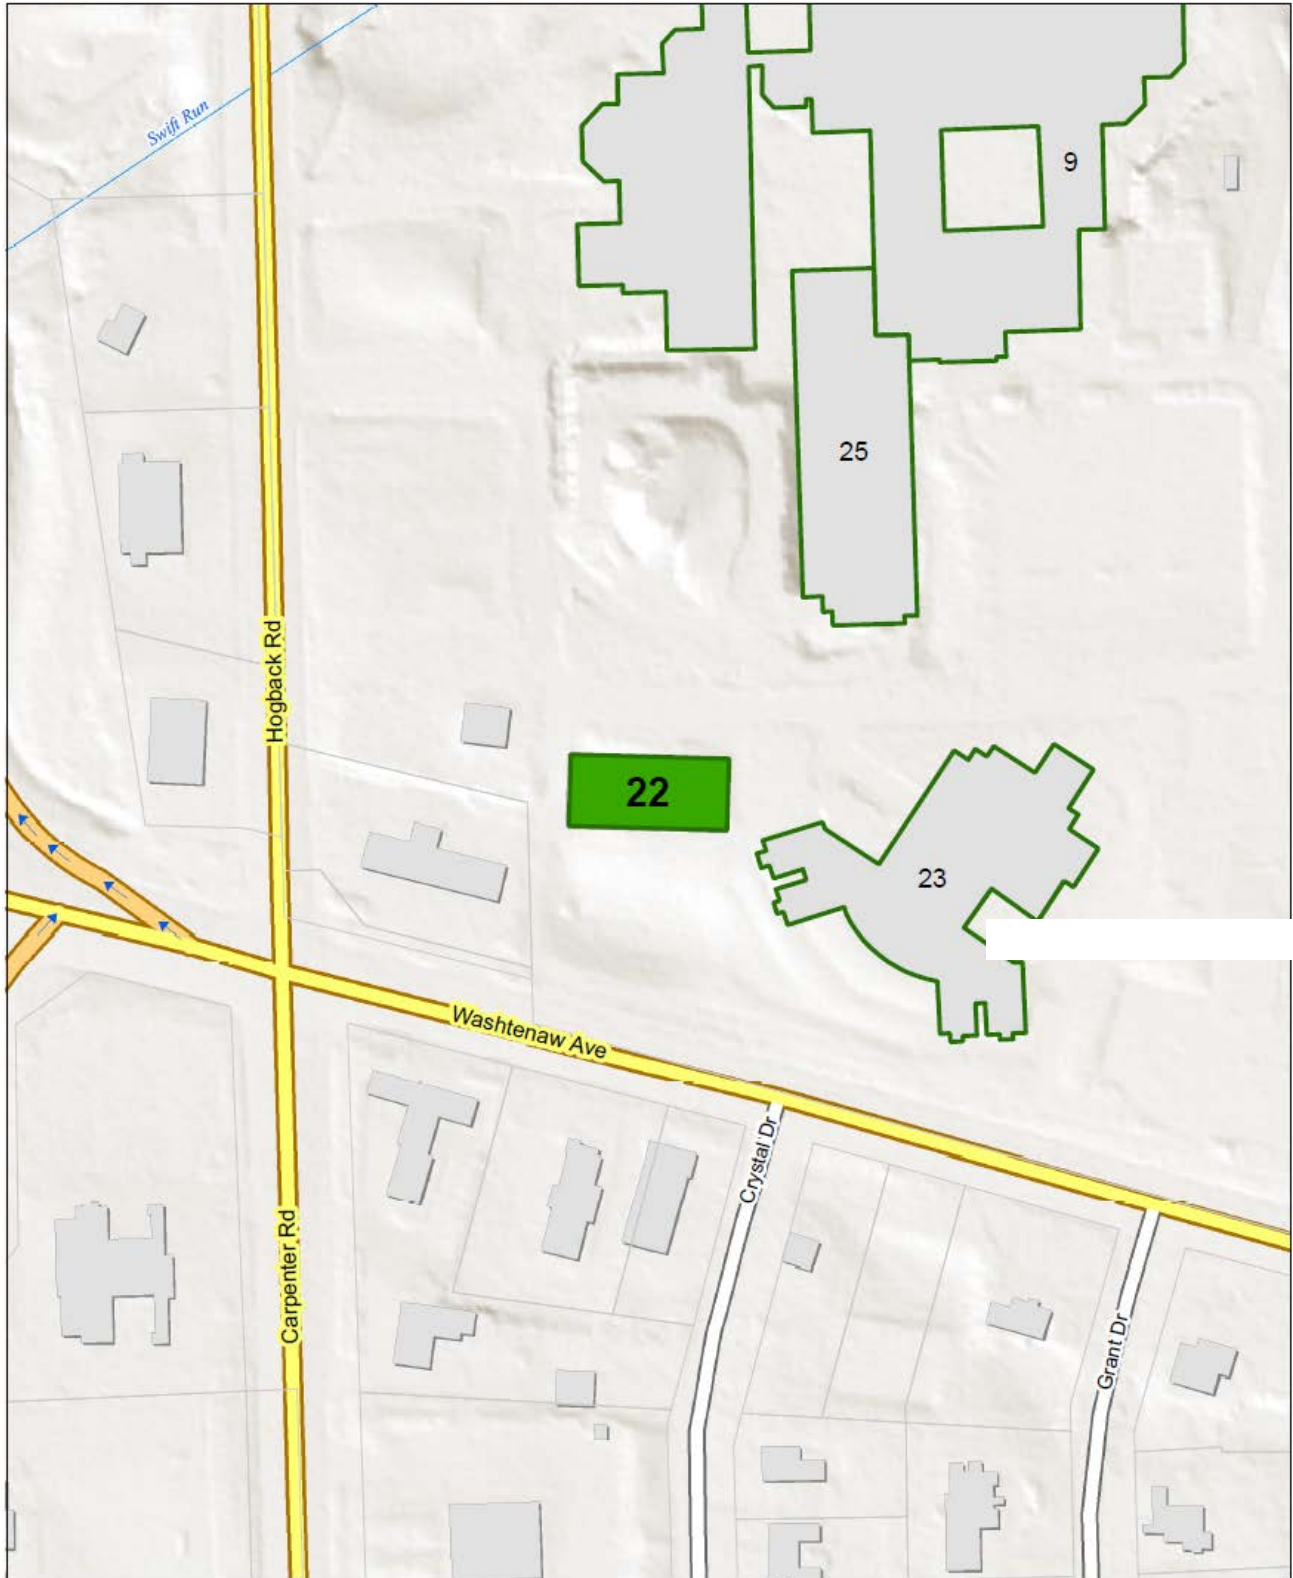 Swift Run
9
25
Hogback Rd
22
23
Washtenaw Ave
Crystal Dr
Carpenter Rd
Grant Dr